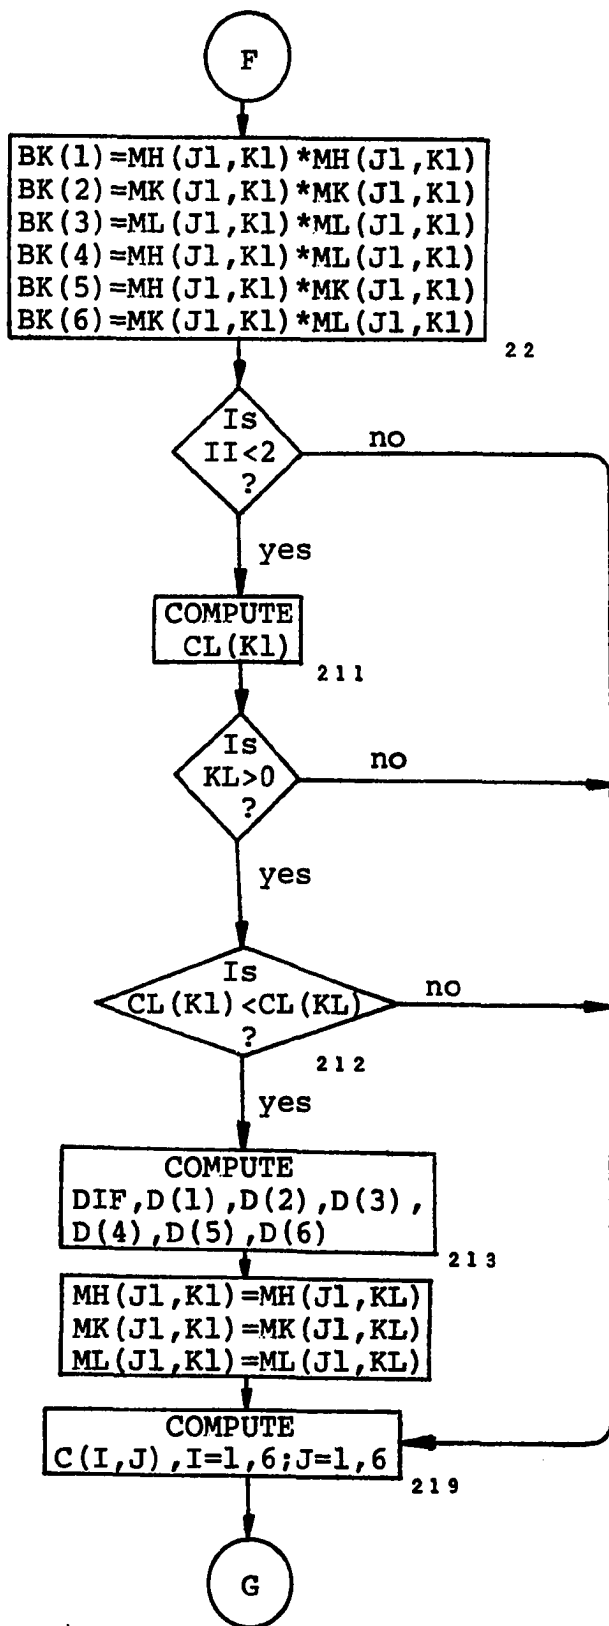 F
BK(1)=MH(J1,K1)*MH(J1,K1)
BK(2)=MK(J1,K1)*MK(J1,K1)
BK(3)=ML(J1,K1)*ML(J1,K1)
BK(4)=MH(J1,K1)*ML(J1,K1)
BK(5)=MH(J1,K1)*MK(J1,K1)
BK(6)=MK(J1,K1)*ML(J1,K1)
22
Is
II<2
?
no
yes
COMPUTE
CL(K1)
211
Is
KL>0
?
no
yes
Is
CL(K1)<CL(KL)
?
no
212
yes
COMPUTE
DIF,D(1),D(2),D(3),
D(4),D(5),D(6)
213
MH(J1,K1)=MH(J1,KL)
MK(J1,K1)=MK(J1,KL)
ML(J1,K1)=ML(J1,KL)
COMPUTE
C(I,J),I=1,6;J=1,6
219
G